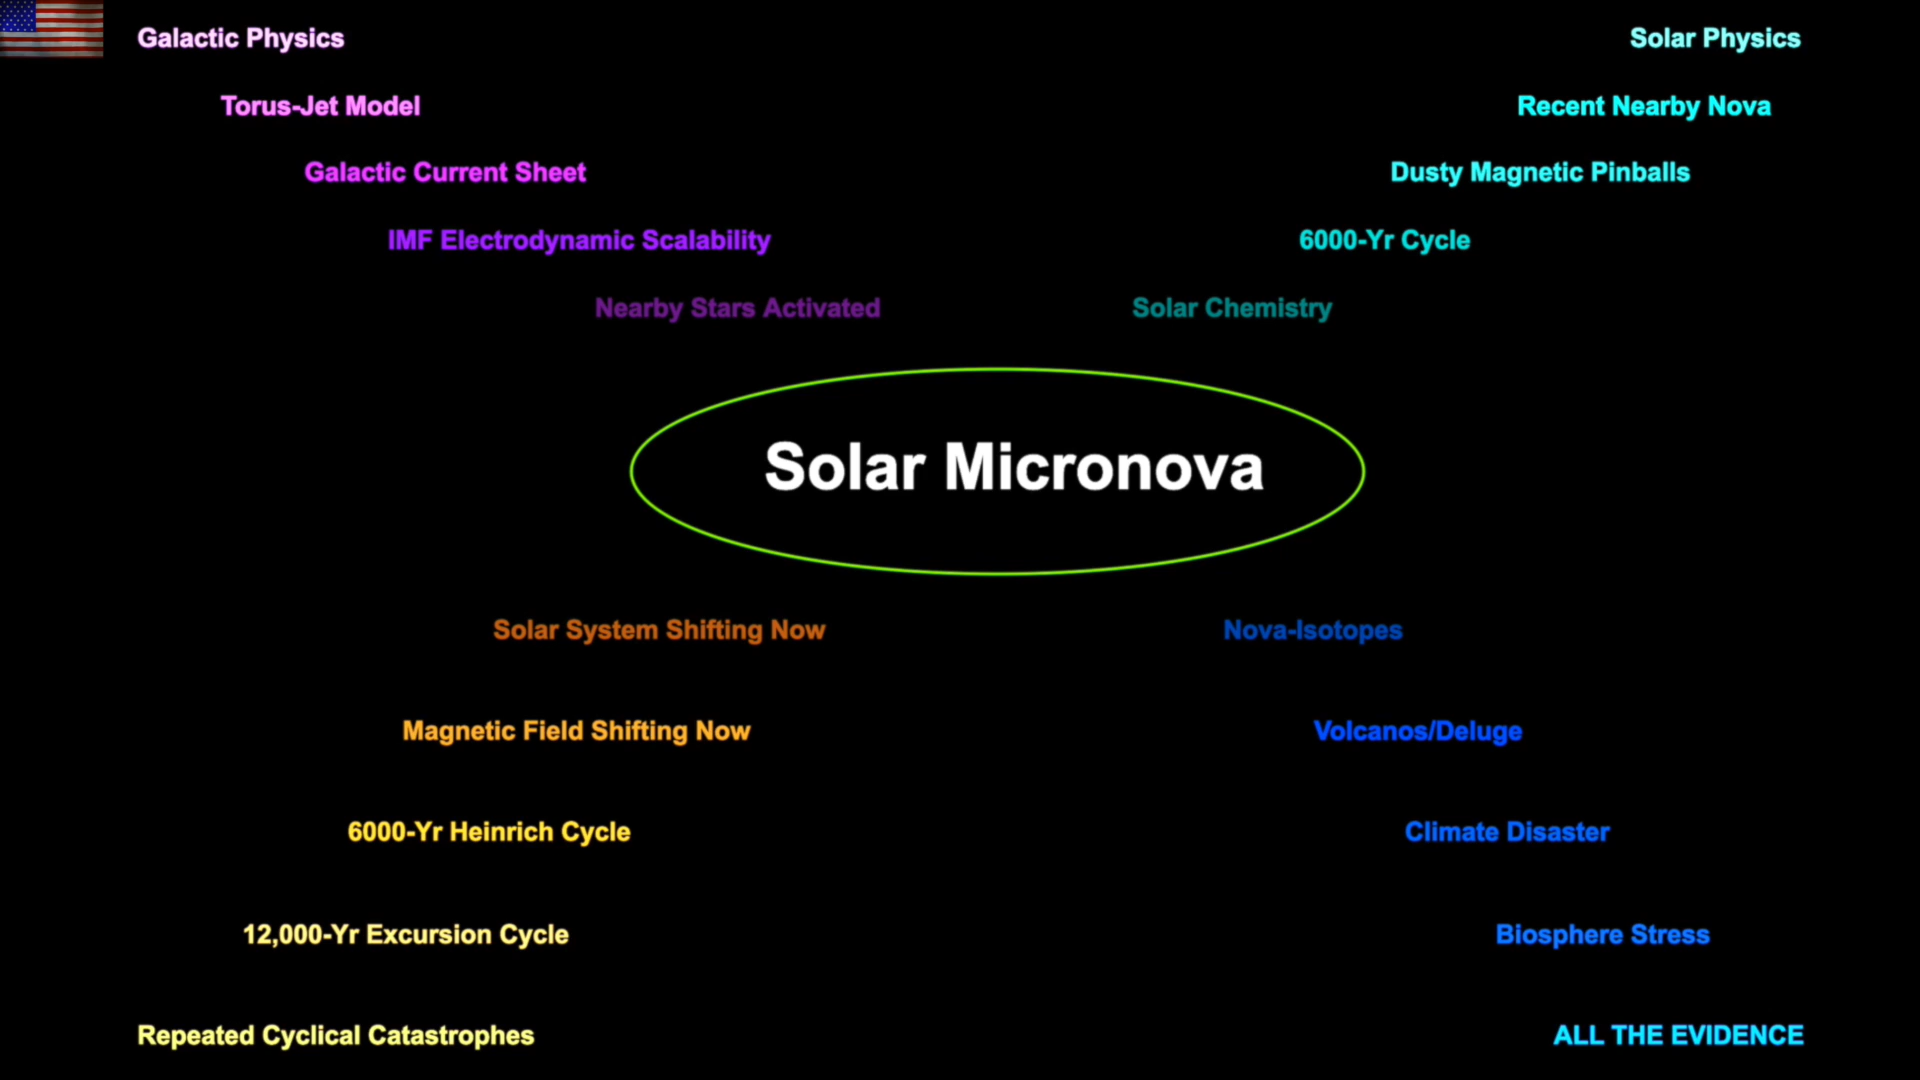 Galactic Physics
Solar Physics
Torus-Jet Model
Recent Nearby Nova
Galactic Current Sheet
Dusty Magnetic Pinballs
IMF Electrodynamic Scalability
6000-Yr Cycle
Nearby Stars Activated
Solar Chemistry
Solar Micronova
Solar System Shifting Now
Nova-Isotopes
Magnetic Field Shifting Now
Volcanos/Deluge
6000-Yr Heinrich Cycle
Climate Disaster
12,000-Yr Excursion Cycle
Biosphere Stress
Repeated Cyclical Catastrophes
ALL THE EVIDENCE